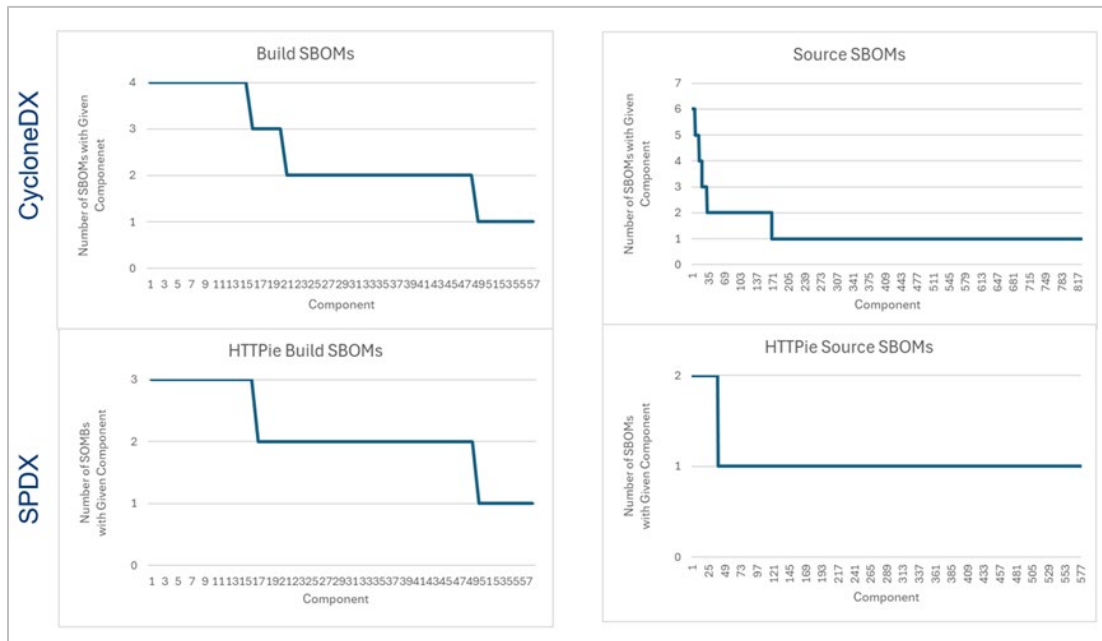 CycloneDX
Build SBOMs
Number of SBOMs with Given
Componenet
4
3
2
1
0
1 3 5 7 9 11131517192123252729313335373941434547495153555 57
Component
Source SBOMs
Number of SBOMs with Given
Component
7
6
5
4
3
2
1
0
1 35 69 103 137 171 205 239 273 307 341 375 409 443 477 511 545 579 613 647 681 715 749 783 817
Component
SPDX
HTTPie Build SBOMs
Number of SOMBs
with Given Component
3
2
1
0
1 3 5 7 9 11131517192123252729313335373941434547495153555 57
Component
HTTPie Source SBOMs
Number of SBOMs
with Given Component
2
1
0
1 25 49 73 97 121 145 169 193 217 241 265 289 313 337 361 385 409 433 457 481 505 529 553 577
Component